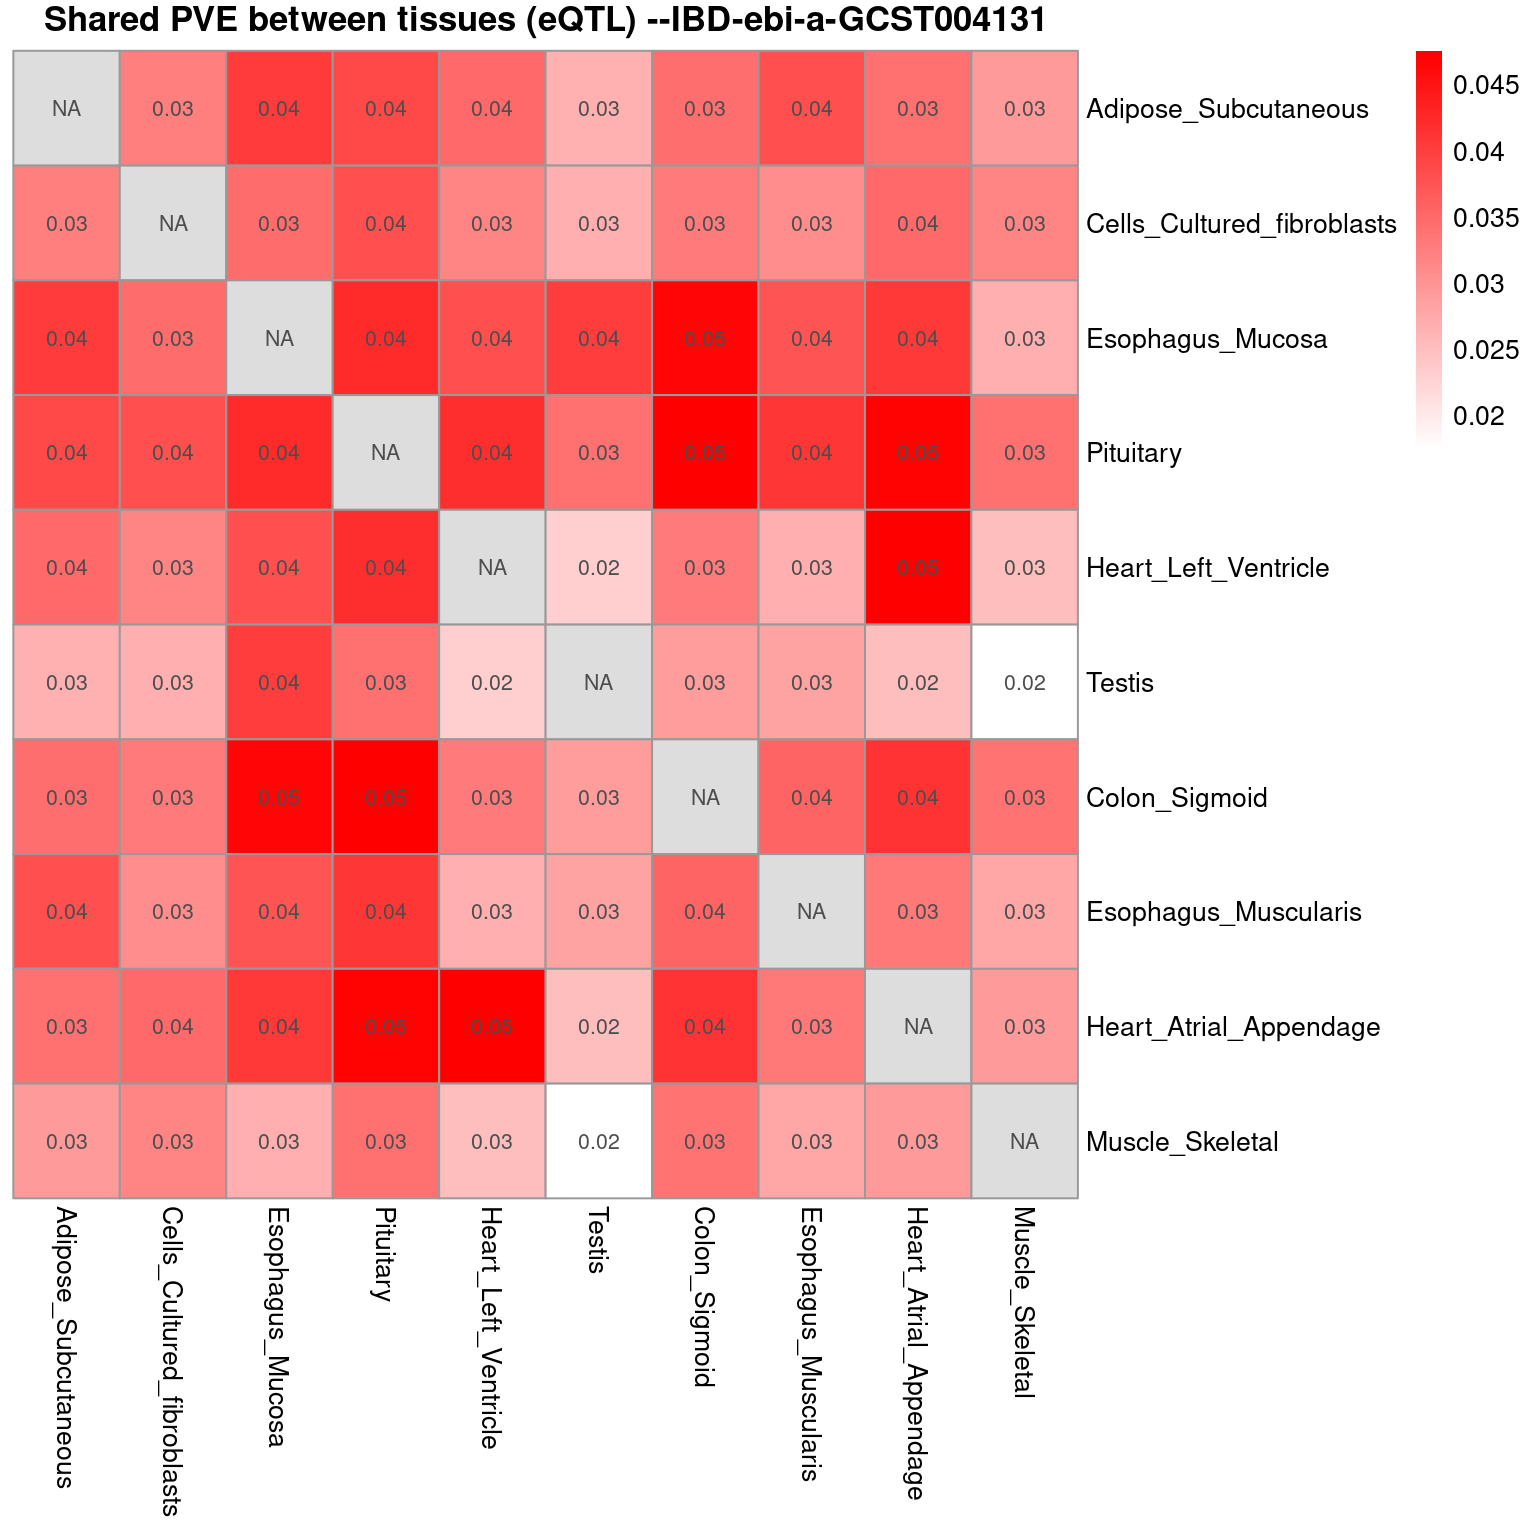 Shared PVE between tissues (eQTL) --IBD-ebi-a-GCST004131
NA 0.03 0.04 0.04 0.04 0.03 0.03 0.04 0.03 0.03 Adipose_Subcutaneous
0.03 NA 0.03 0.04 0.03 0.03 0.03 0.03 0.04 0.03 Cells_Cultured_fibroblasts
0.04 0.03 NA 0.04 0.04 0.04 0.05 0.04 0.04 0.03 Esophagus_Mucosa
0.04 0.04 0.04 NA 0.04 0.03 0.05 0.04 0.05 0.03 Pituitary
0.04 0.03 0.04 0.04 NA 0.02 0.03 0.03 0.05 0.03 Heart_Left_Ventricle
0.03 0.03 0.04 0.03 0.02 NA 0.03 0.03 0.02 0.02 Testis
0.03 0.03 0.05 0.05 0.03 0.03 NA 0.04 0.04 0.03 Colon_Sigmoid
0.04 0.03 0.04 0.04 0.03 0.03 0.04 NA 0.03 0.03 Esophagus_Muscularis
0.03 0.04 0.04 0.05 0.05 0.02 0.04 0.03 NA 0.03 Heart_Atrial_Appendage
0.03 0.03 0.03 0.03 0.03 0.02 0.03 0.03 0.03 NA Muscle_Skeletal
Adipose_Subcutaneous
Cells_Cultured_fibroblasts
Esophagus_Mucosa
Pituitary
Heart_Left_Ventricle
Testis
Colon_Sigmoid
Esophagus_Muscularis
Heart_Atrial_Appendage
Muscle_Skeletal
0.045
0.04
0.035
0.03
0.025
0.02